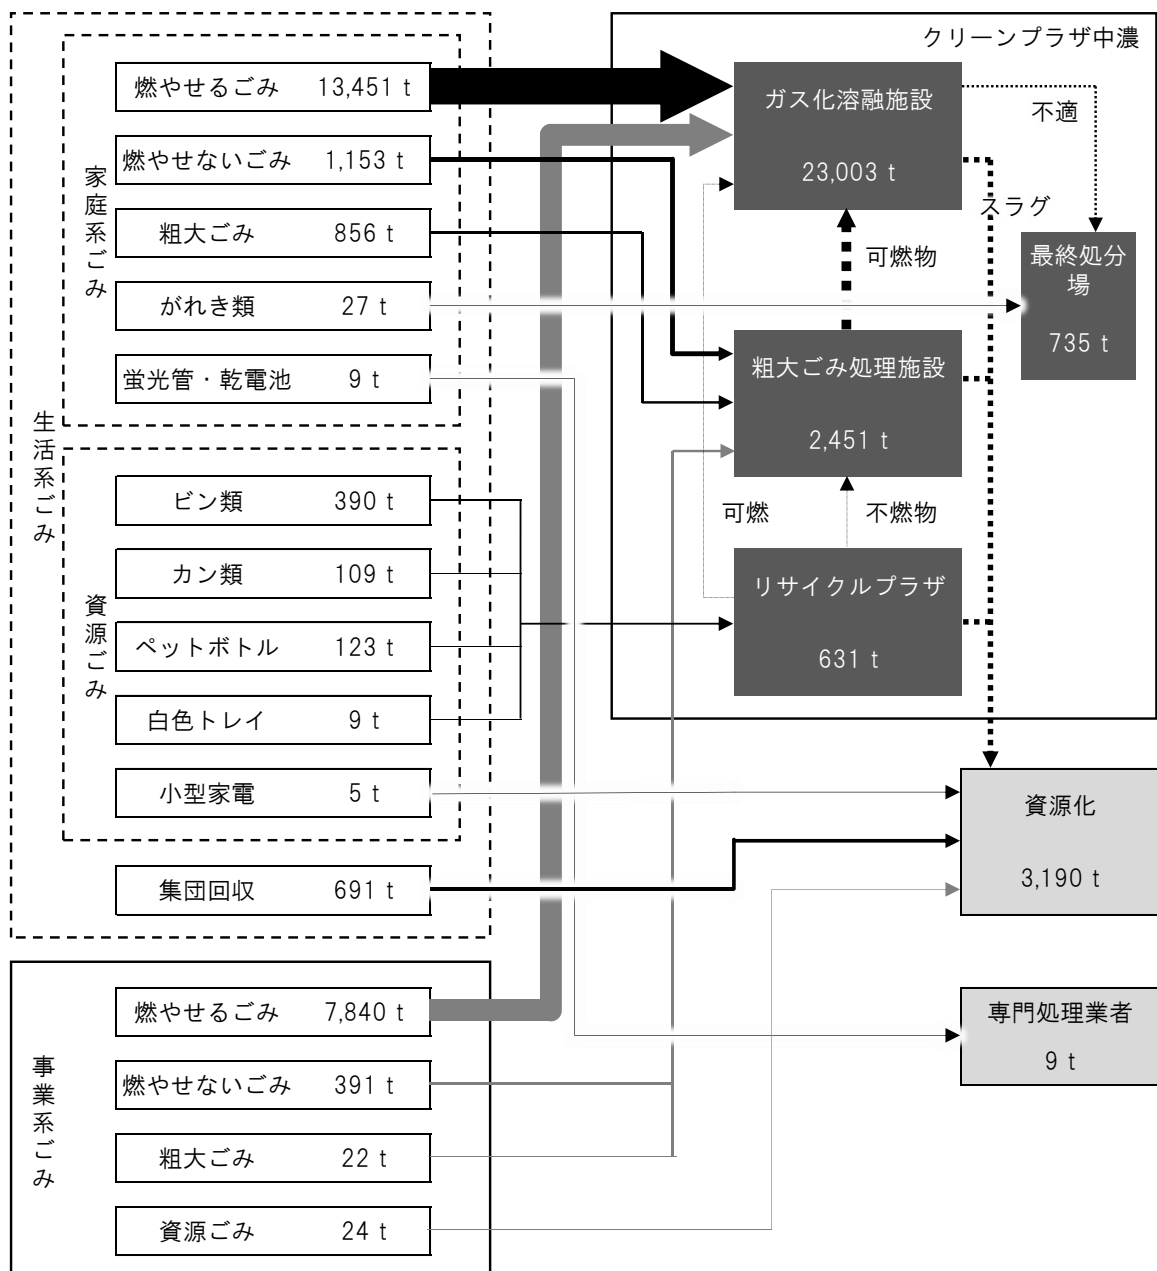 生活系ごみ
家庭系ごみ
燃やせるごみ 13,451 t
燃やせないごみ 1,153 t
粗大ごみ 856 t
がれき類 27 t
蛍光管・乾電池 9 t
資源ごみ
ビン類 390 t
カン類 109 t
ペットボトル 123 t
白色トレイ 9 t
小型家電 5 t
集団回収 691 t
事業系ごみ
燃やせるごみ 7,840 t
燃やせないごみ 391 t
粗大ごみ 22 t
資源ごみ 24 t
クリーンプラザ中濃
ガス化溶融施設
23,003 t
不適
スラグ
可燃物
最終処分
場
735 t
粗大ごみ処理施設
2,451 t
可燃
不燃物
リサイクルプラザ
631 t
資源化
3,190 t
専門処理業者
9 t